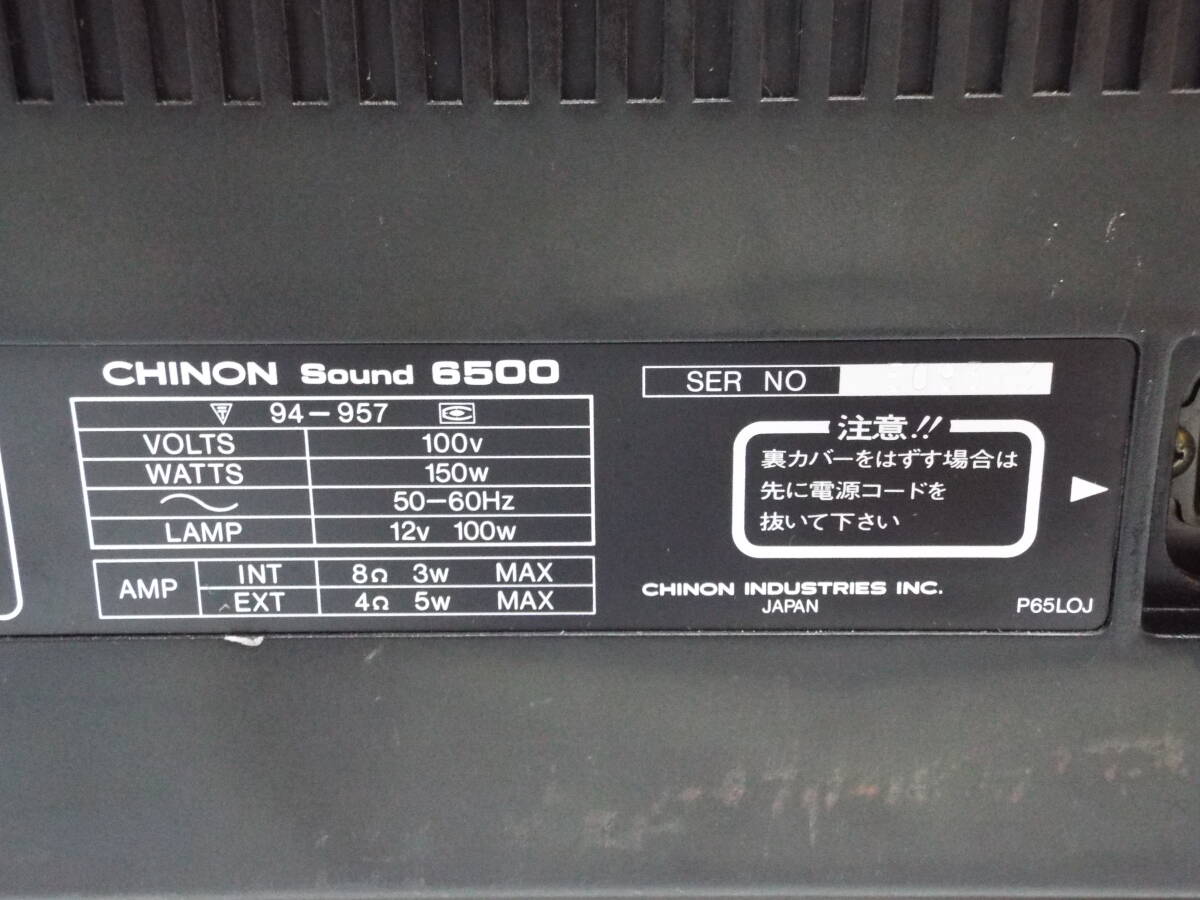 CHINON Sound 6500
94-957
VOLTS 100v
WATTS 150w
50-60Hz
LAMP 12v 100w
AMP
INT 8Ω 3w MAX
EXT 4Ω 5w MAX
SER NO
注意!!
裏カバーをはずす場合は
先に電源コードを
抜いて下さい
CHINON INDUSTRIES INC.
JAPAN
P65LOJ